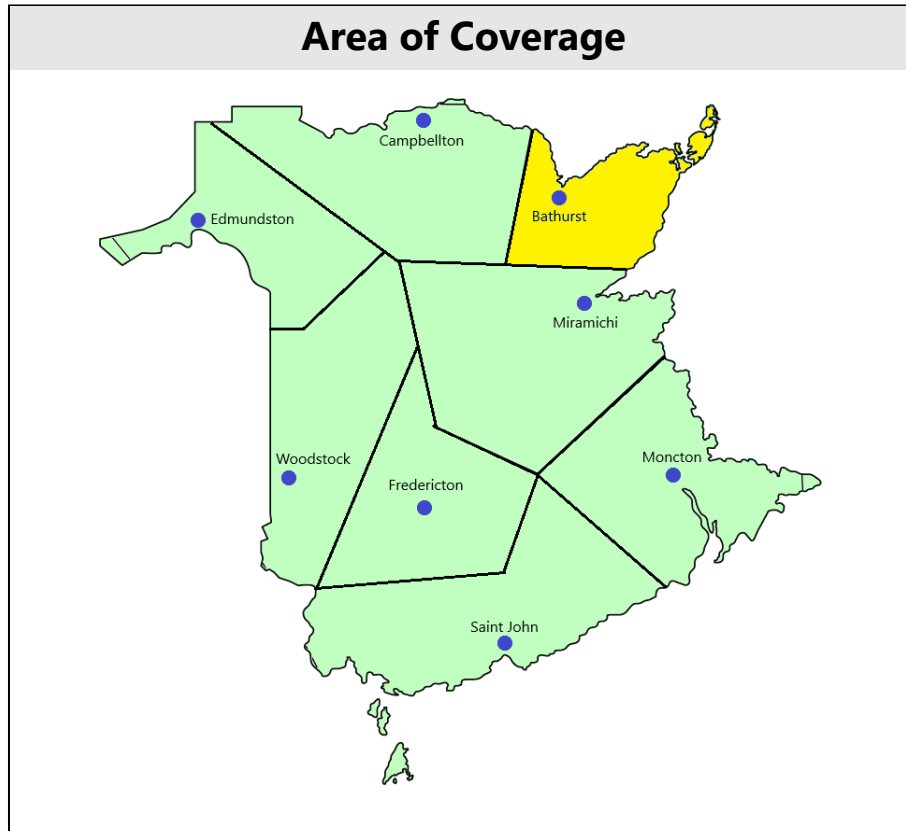 Area of Coverage
Campbellton
Edmundston
Bathurst
Miramichi
Woodstock
Moncton
Fredericton
Saint John